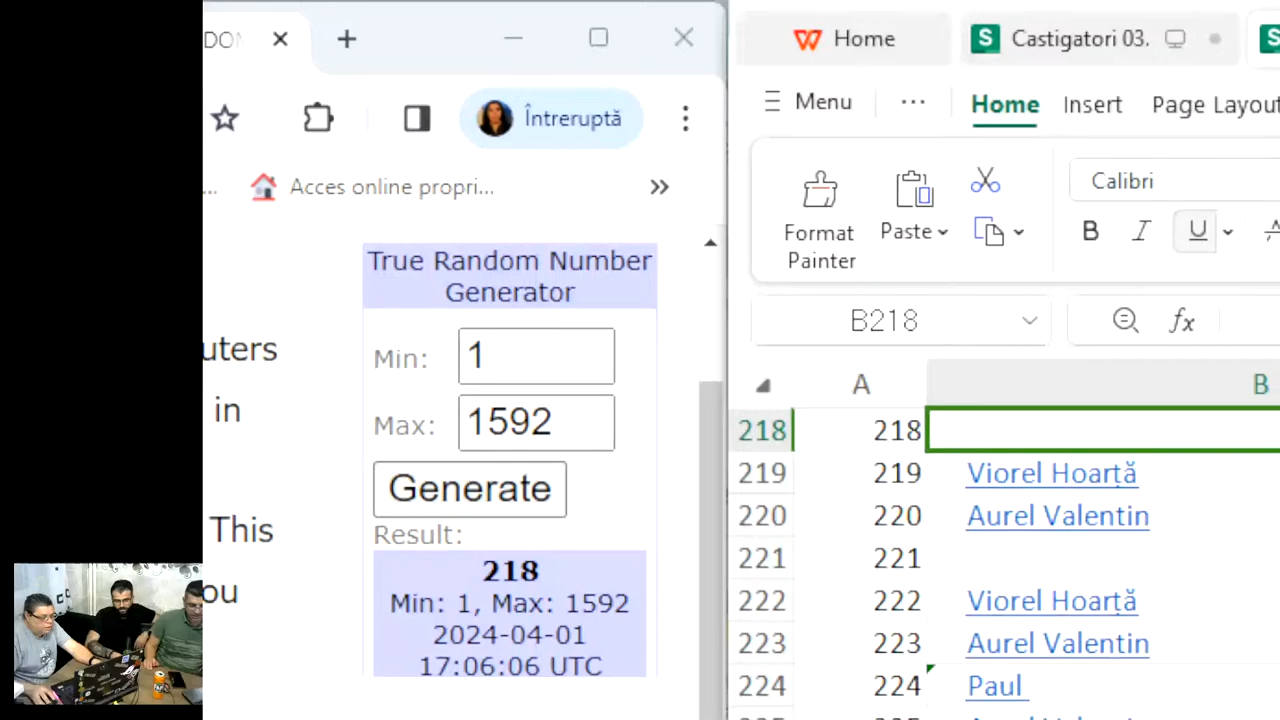 DOM
Întreruptă
...
Acces online propri...
»
True Random Number
Generator
uters
in
This
ou
Min:
1
Max:
1592
Generate
Result:
218
Min: 1, Max: 1592
2024-04-01
17:06:06 UTC
Home
S
Castigatori 03.
S
Menu
...
Home
Insert
Page Layout
Format
Painter
Paste
Calibri
B
I
U
A
B218
fx
A
B
218
218
219
219
Viorel Hoarță
220
220
Aurel Valentin
221
221
222
222
Viorel Hoarță
223
223
Aurel Valentin
224
224
Paul